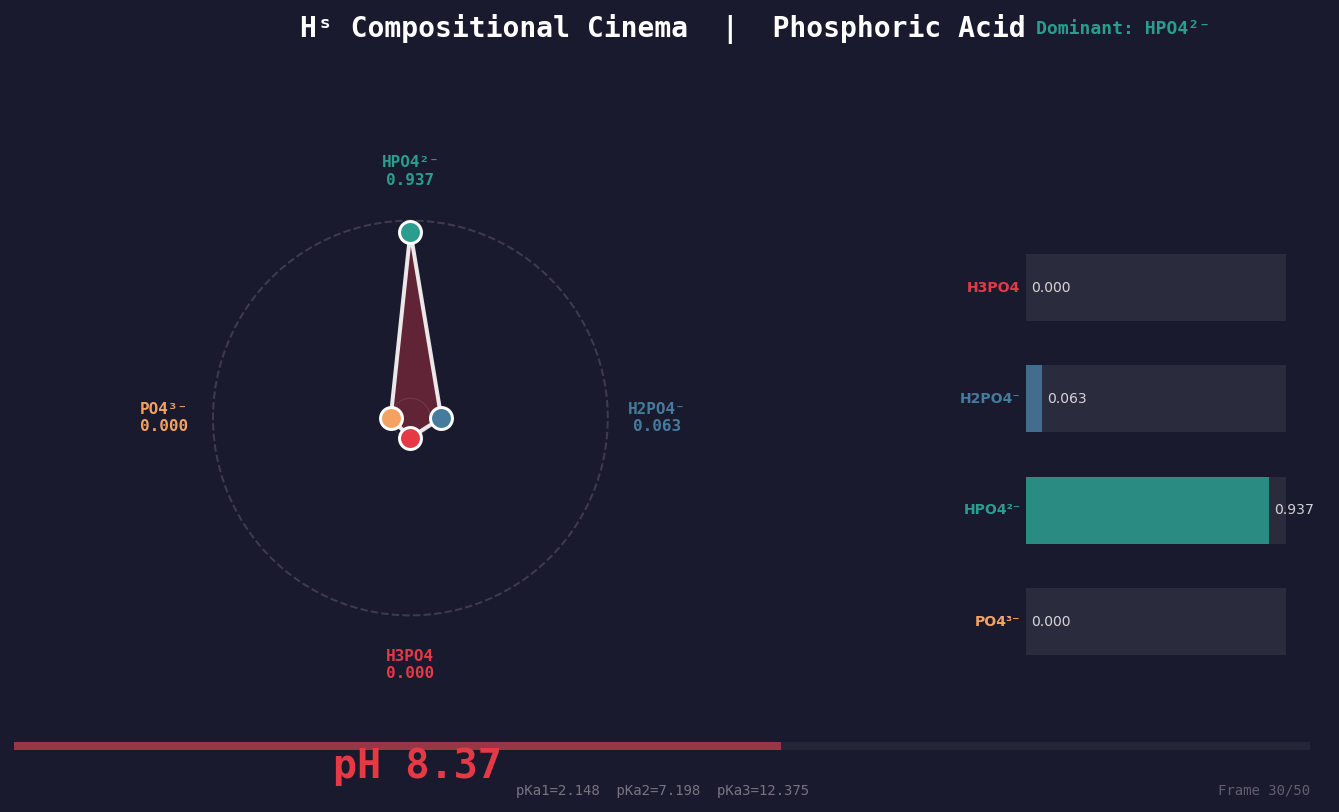 Hˢ Compositional Cinema  |  Phosphoric Acid
Dominant: HPO4²⁻
HPO4²⁻
0.937
PO4³⁻
0.000
H2PO4⁻
0.063
H3PO4
0.000
H3PO4
0.000
H2PO4⁻
0.063
HPO4²⁻
0.937
PO4³⁻
0.000
pH 8.37
pKa1=2.148  pKa2=7.198  pKa3=12.375
Frame 30/50